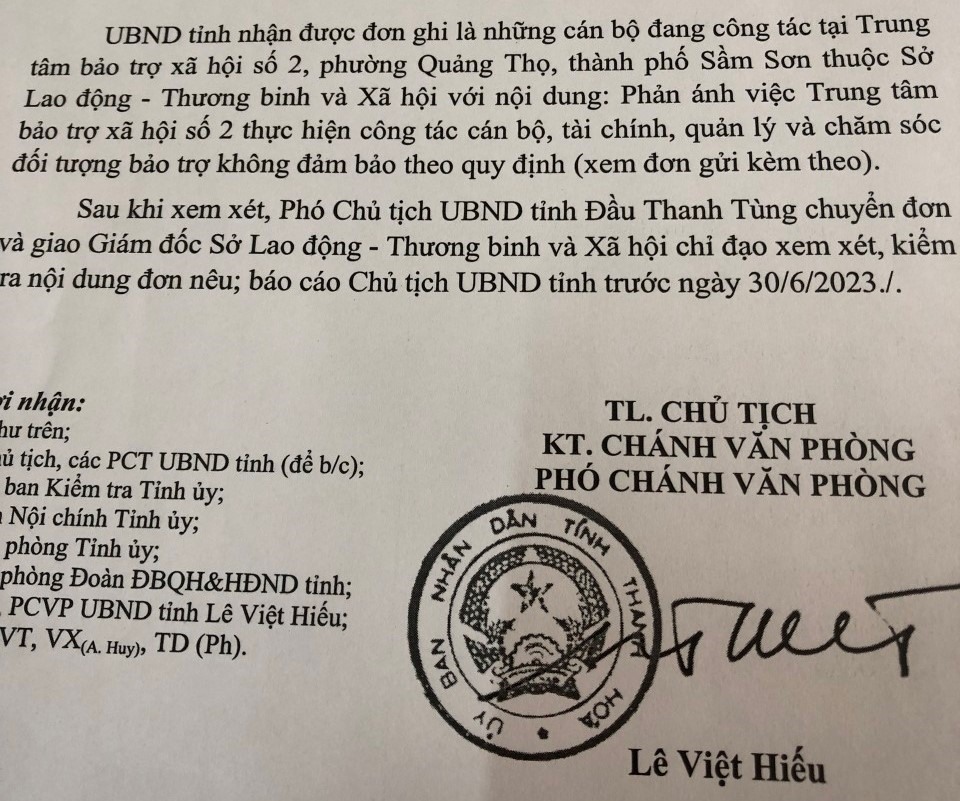 UBND tỉnh nhận được đơn ghi là những cán bộ đang công tác tại Trung
tâm bảo trợ xã hội số 2, phường Quảng Thọ, thành phố Sầm Sơn thuộc Sở
Lao động - Thương binh và Xã hội với nội dung: Phản ánh việc Trung tâm
bảo trợ xã hội số 2 thực hiện công tác cán bộ, tài chính, quản lý và chăm sóc
đối tượng bảo trợ không đảm bảo theo quy định (xem đơn gửi kèm theo).
Sau khi xem xét, Phó Chủ tịch UBND tỉnh Đầu Thanh Tùng chuyển đơn
và giao Giám đốc Sở Lao động - Thương binh và Xã hội chỉ đạo xem xét, kiểm
ra nội dung đơn nêu; báo cáo Chủ tịch UBND tỉnh trước ngày 30/6/2023./.
ơi nhận:
hư trên;
hủ tịch, các PCT UBND tỉnh (để b/c);
ban Kiểm tra Tỉnh ủy;
n Nội chính Tỉnh ủy;
phòng Tỉnh ủy;
phòng Đoàn ĐBQH&HĐND tỉnh;
, PCVP UBND tỉnh Lê Việt Hiếu;
VT, VX(A. Huy), TD (Ph).
TL. CHỦ TỊCH
KT. CHÁNH VĂN PHÒNG
PHÓ CHÁNH VĂN PHÒNG
ỦY BAN NHÂN DÂN TỈNH THANH HOÁ
Lê Việt Hiếu